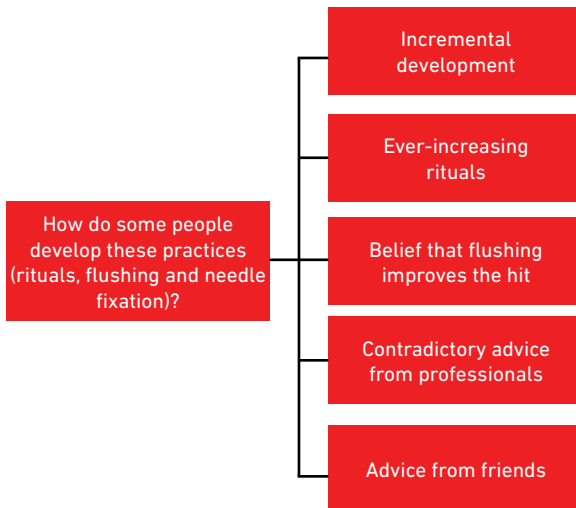 Incremental
development
Ever-increasing
rituals
How do some people
develop these practices
(rituals, flushing and needle
fixation)?
Belief that flushing
improves the hit
Contradictory advice
from professionals
Advice from friends